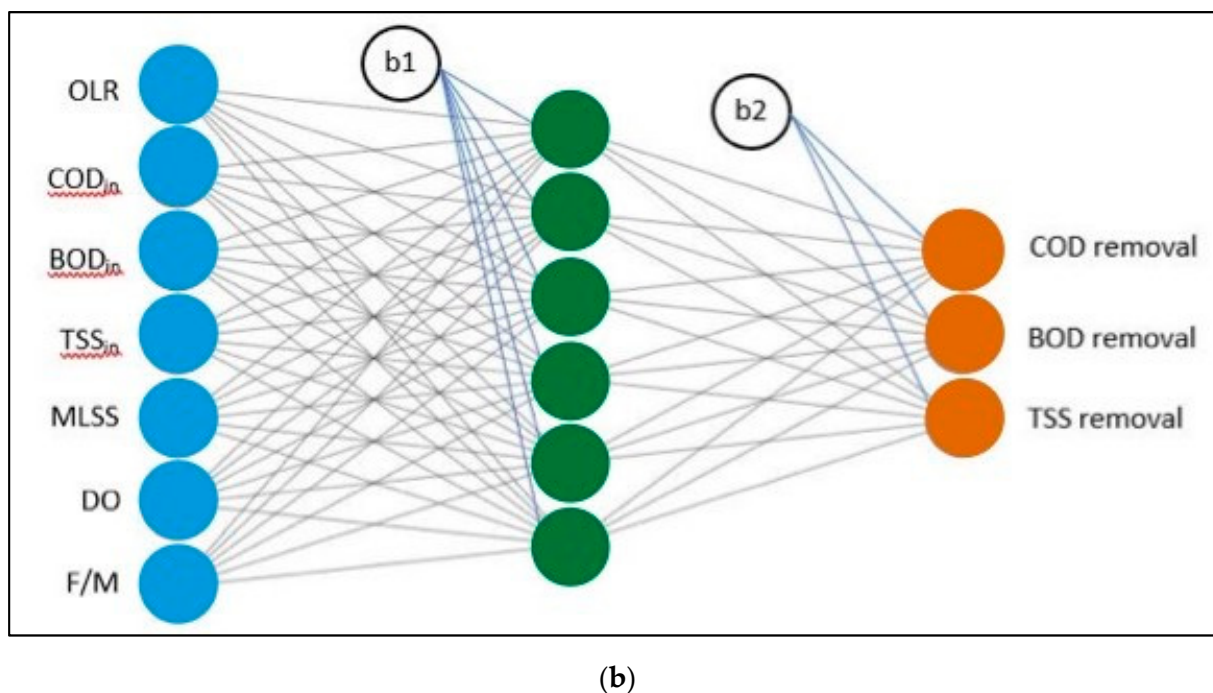 b1
b2
OLR
CODin
BODin
TSSin
MLSS
DO
F/M
COD removal
BOD removal
TSS removal
(b)